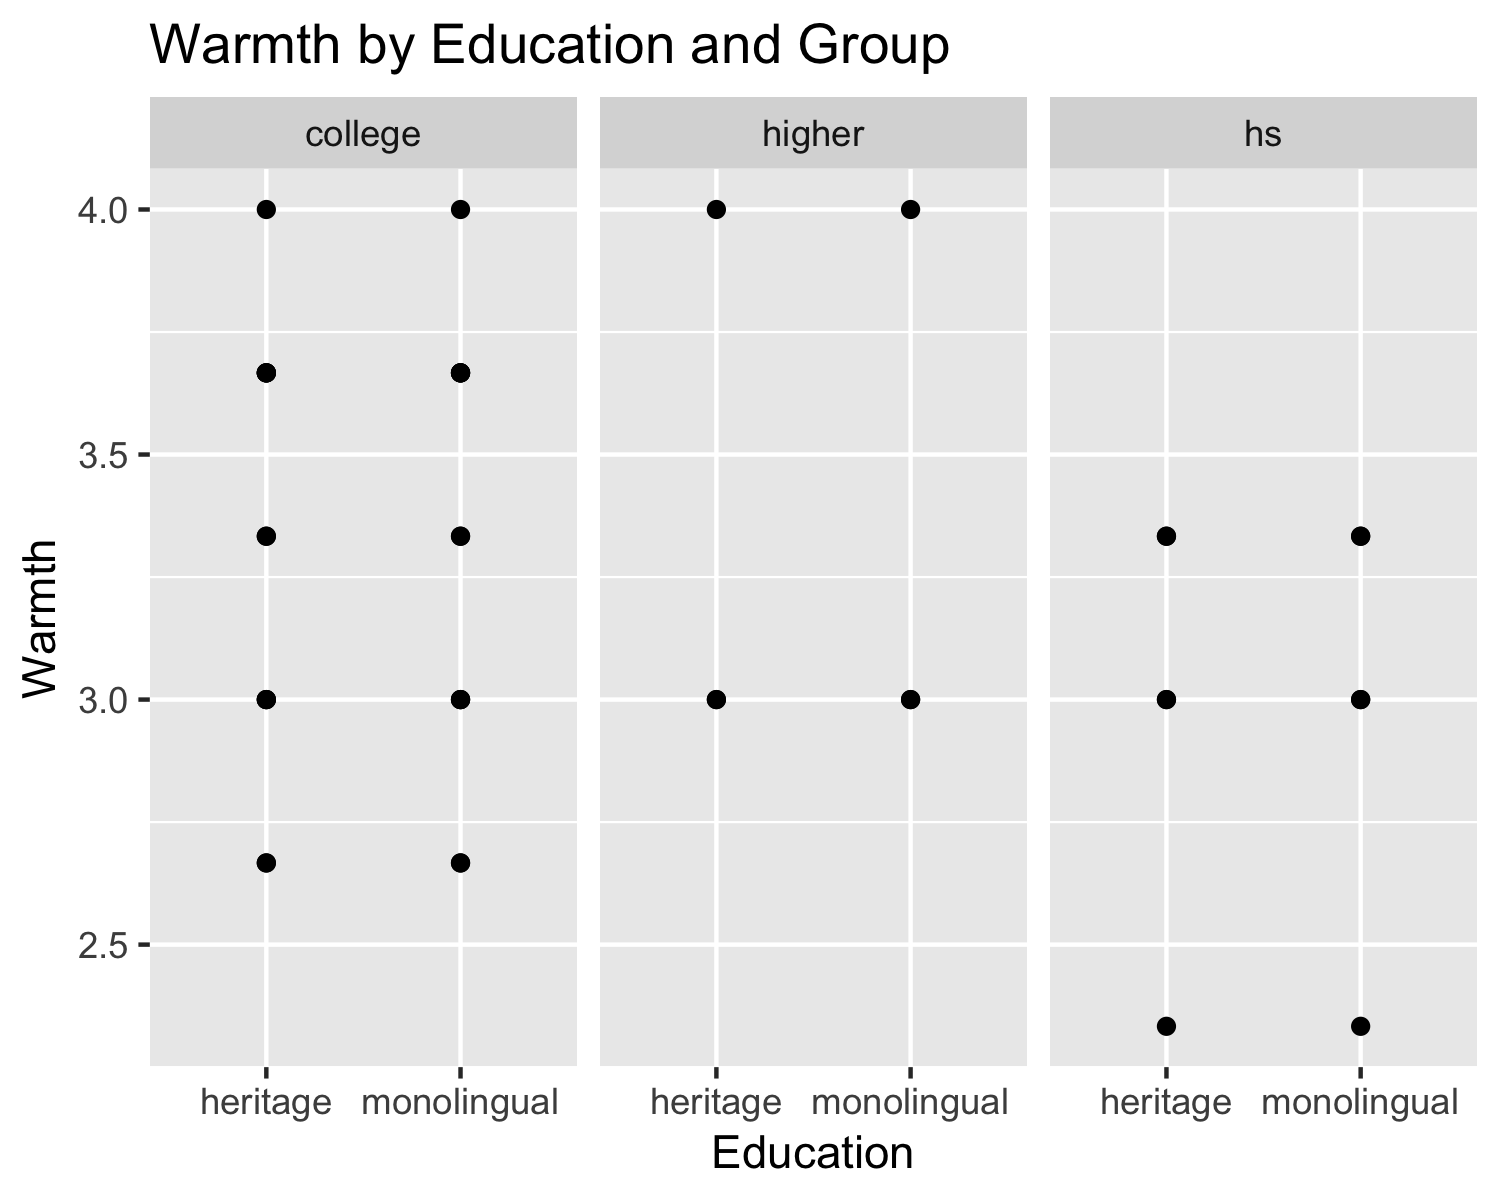 Warmth by Education and Group
college higher hs
4.0
3.5
3.0
2.5
Warmth
heritage monolingual heritage monolingual heritage monolingual
Education